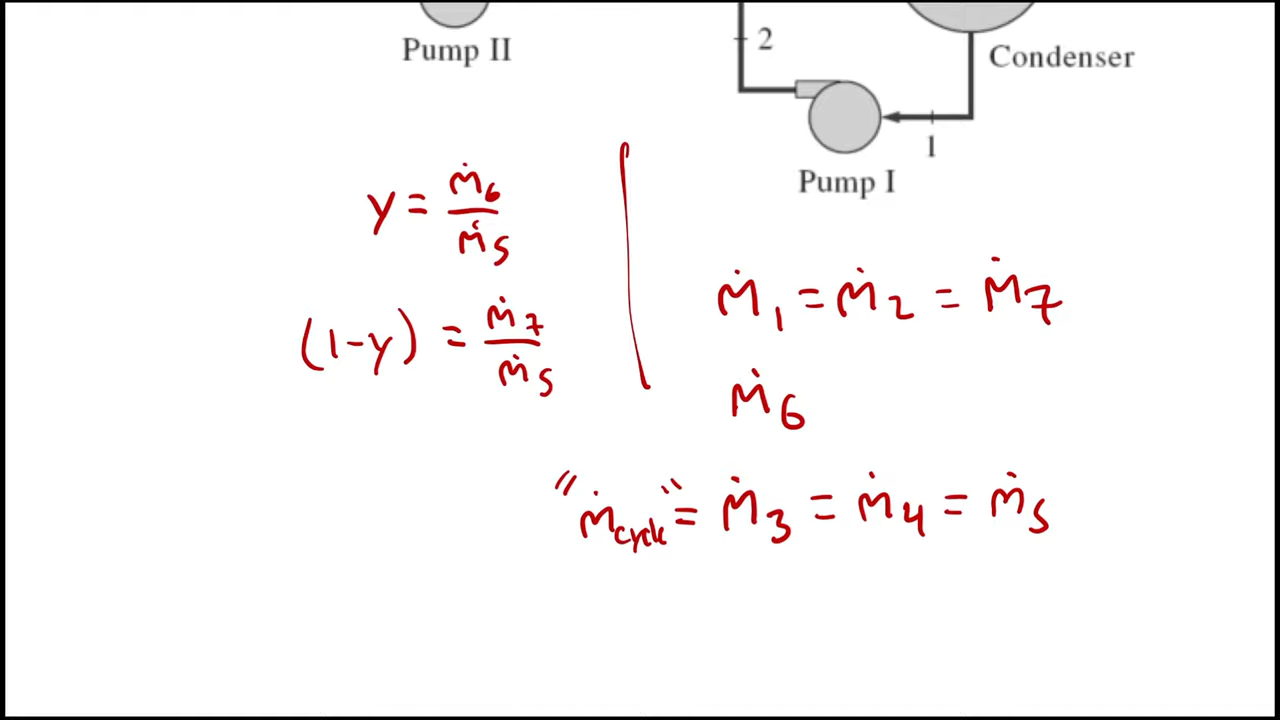 Pump II
2
Condenser
1
Pump I
y = ṁ6/ṁ5
(1-y) = ṁ7/ṁ5
ṁ1 = ṁ2 = ṁ7
ṁ6
"ṁcycle" = ṁ3 = ṁ4 = ṁ5